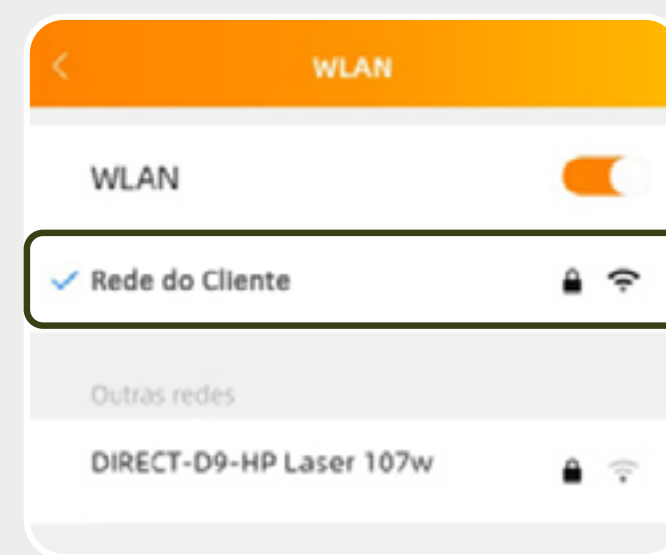 WLAN
WLAN
Rede do Cliente
Outras redes
DIRECT-D9-HP Laser 107w